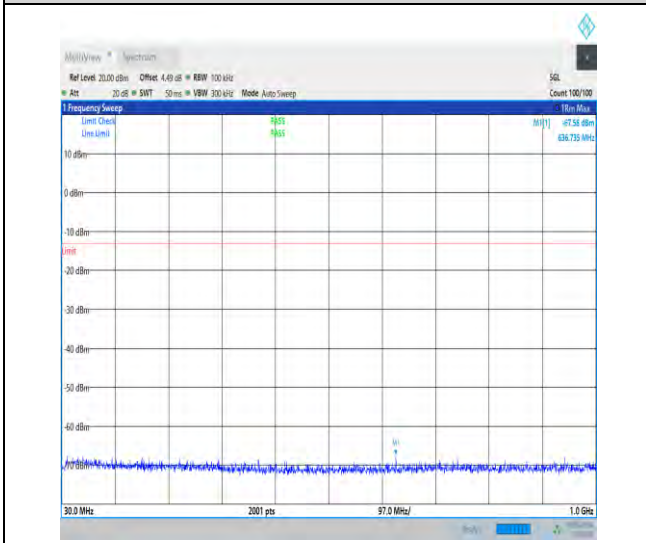 MultiView Spectrum
Ref Level 20.00 dBm Offset 4.49 dB RBW 100 kHz SGL
Att 20 dB SWT 50 ms VBW 300 kHz Mode Auto Sweep Count 100/100
1 Frequency Sweep 1Rm Max
Limit Check PASS M1[1] -67.58 dBm
Line Limit PASS 636.735 MHz
10 dBm
0 dBm
-10 dBm
Limit
-20 dBm
-30 dBm
-40 dBm
-50 dBm
-60 dBm
M1
-70 dBm
30.0 MHz 2001 pts 97.0 MHz/ 1.0 GHz